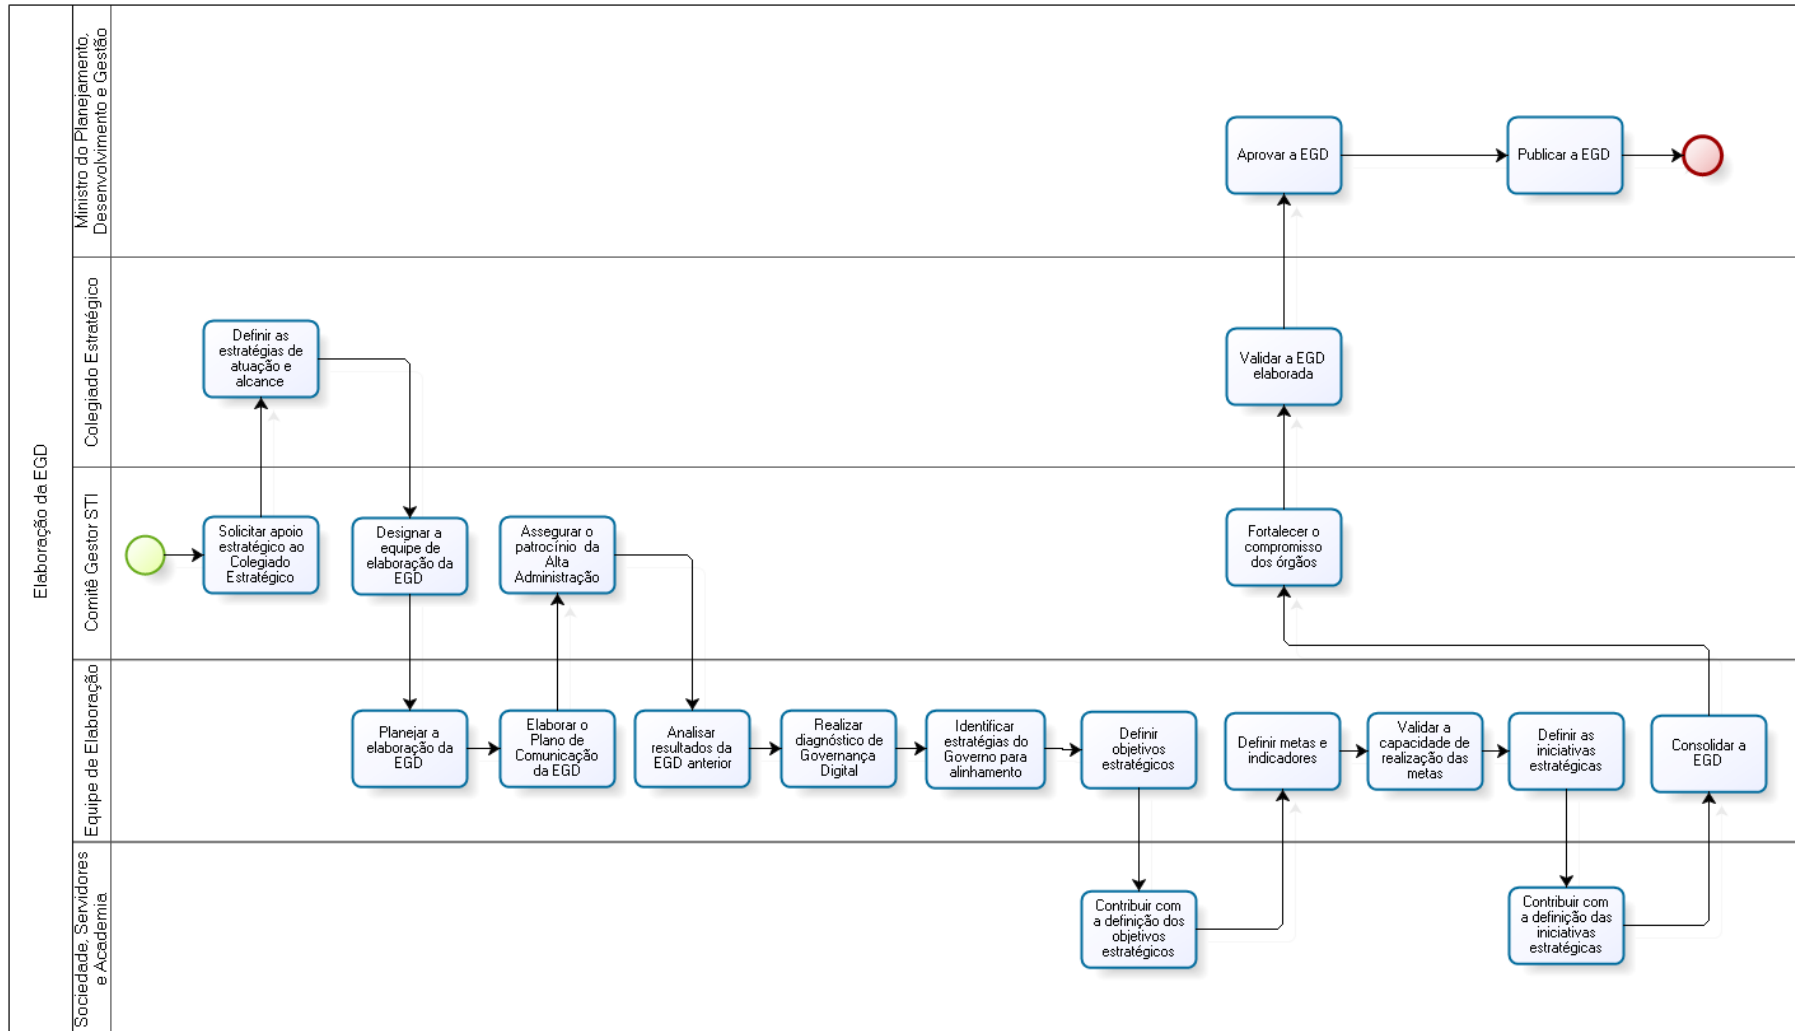 Elaboração da EGD
Ministro do Planejamento,
Desenvolvimento e Gestão
Aprovar a EGD
Publicar a EGD
Colegiado Estratégico
Definir as
estratégias de
atuação e
alcance
Validar a EGD
elaborada
Comitê Gestor STI
Solicitar apoio
estratégico ao
Colegiado
Estratégico
Designar a
equipe de
elaboração da
EGD
Assegurar o
patrocínio da
Alta
Administração
Fortalecer o
compromisso
dos órgãos
Equipe de Elaboração
Planejar a
elaboração da
EGD
Elaborar o
Plano de
Comunicação
da EGD
Analisar
resultados da
EGD anterior
Realizar
diagnóstico de
Governança
Digital
Identificar
estratégias do
Governo para
alinhamento
Definir
objetivos
estratégicos
Definir metas e
indicadores
Validar a
capacidade de
realização das
metas
Definir as
iniciativas
estratégicas
Consolidar a
EGD
Sociedade, Servidores
e Academia
Contribuir com
a definição dos
objetivos
estratégicos
Contribuir com
a definição das
iniciativas
estratégicas